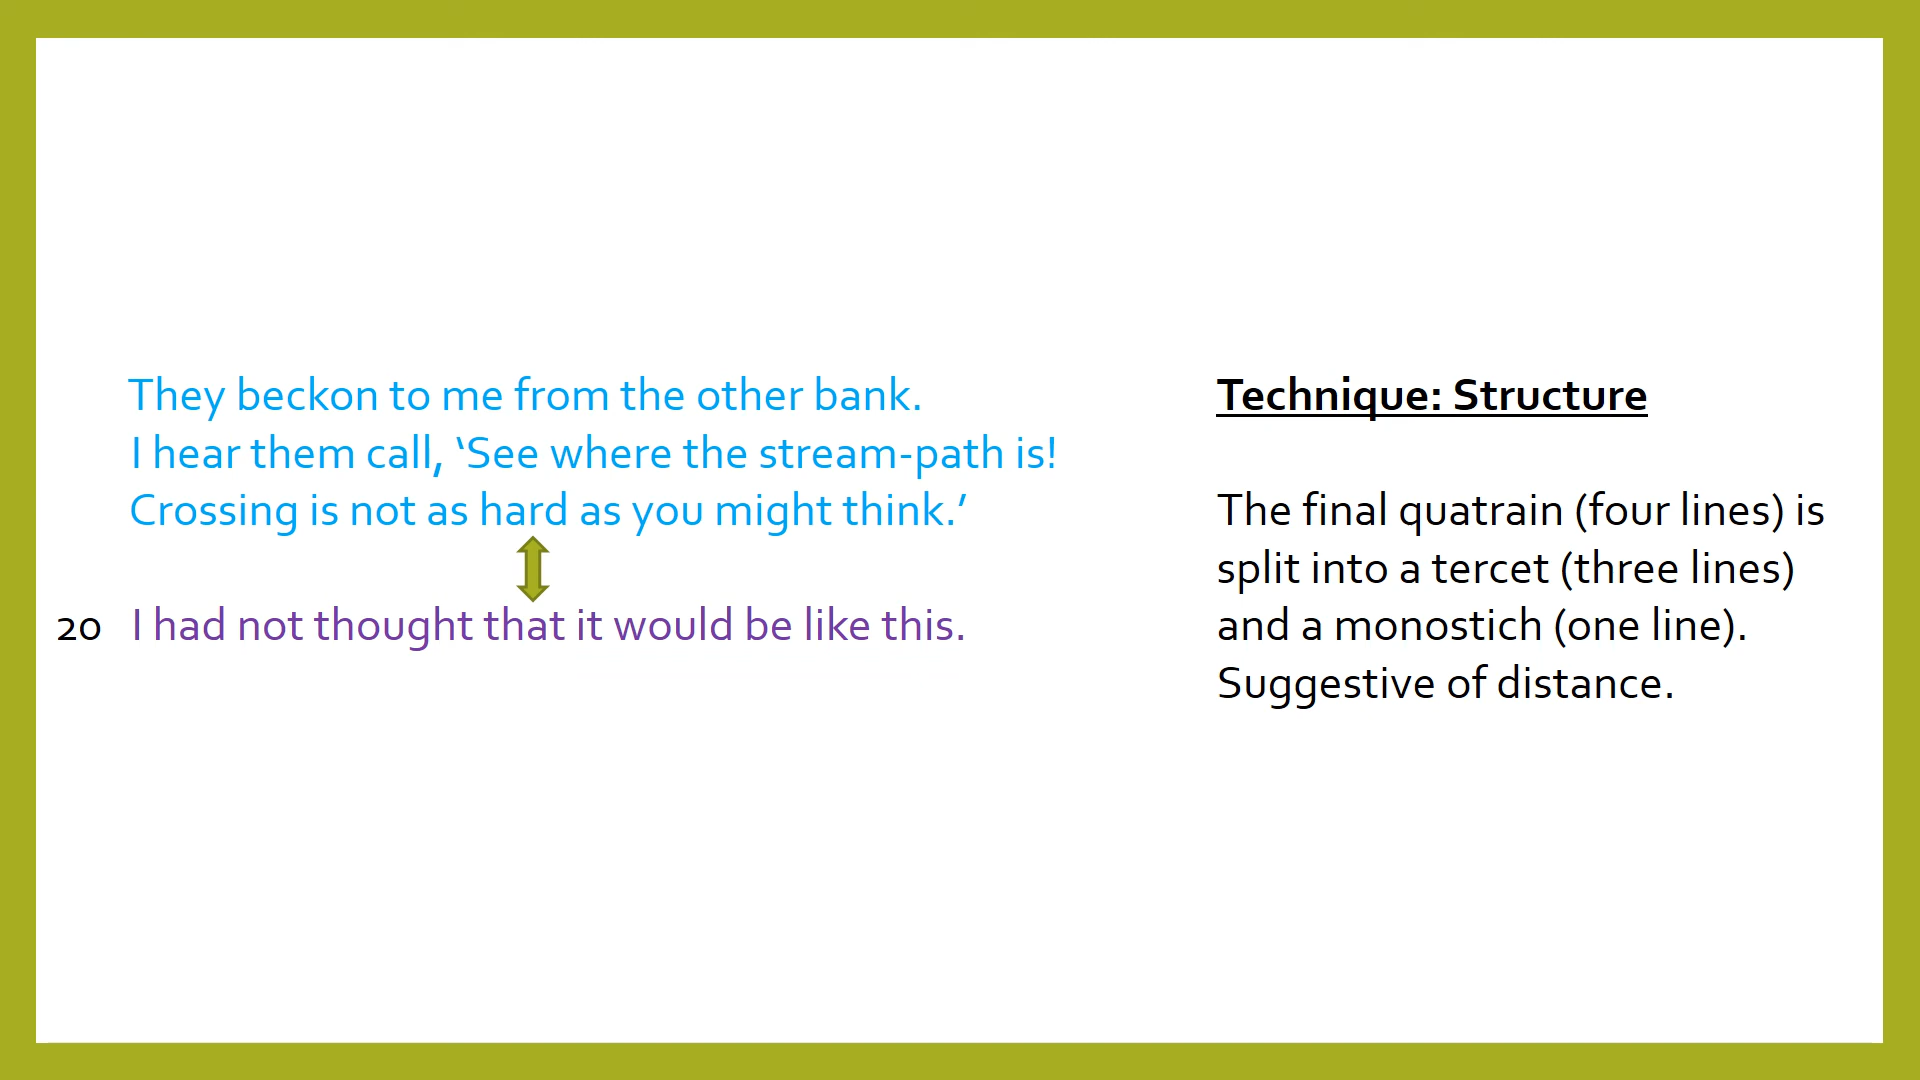 They beckon to me from the other bank.
I hear them call, ‘See where the stream-path is!
Crossing is not as hard as you might think.’
20 I had not thought that it would be like this.
Technique: Structure
The final quatrain (four lines) is
split into a tercet (three lines)
and a monostich (one line).
Suggestive of distance.